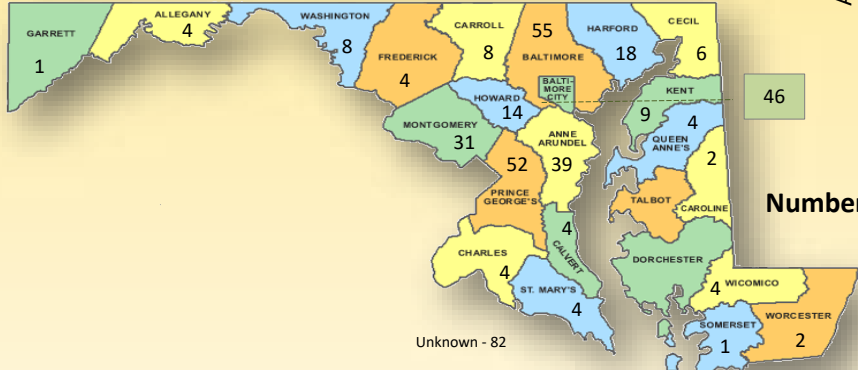 GARRETT
1
ALLEGANY
4
WASHINGTON
8
FREDERICK
4
CARROLL
8
55
BALTIMORE
HARFORD
18
CECIL
6
BALTI-
MORE
CITY
46
HOWARD
14
MONTGOMERY
31
KENT
9
4
QUEEN
ANNE'S
ANNE
ARUNDEL
39
52
PRINCE
GEORGE'S
2
CAROLINE
TALBOT
Number
4
CALVERT
CHARLES
4
ST. MARY'S
4
DORCHESTER
4
WICOMICO
SOMERSET
1
WORCESTER
2
Unknown - 82